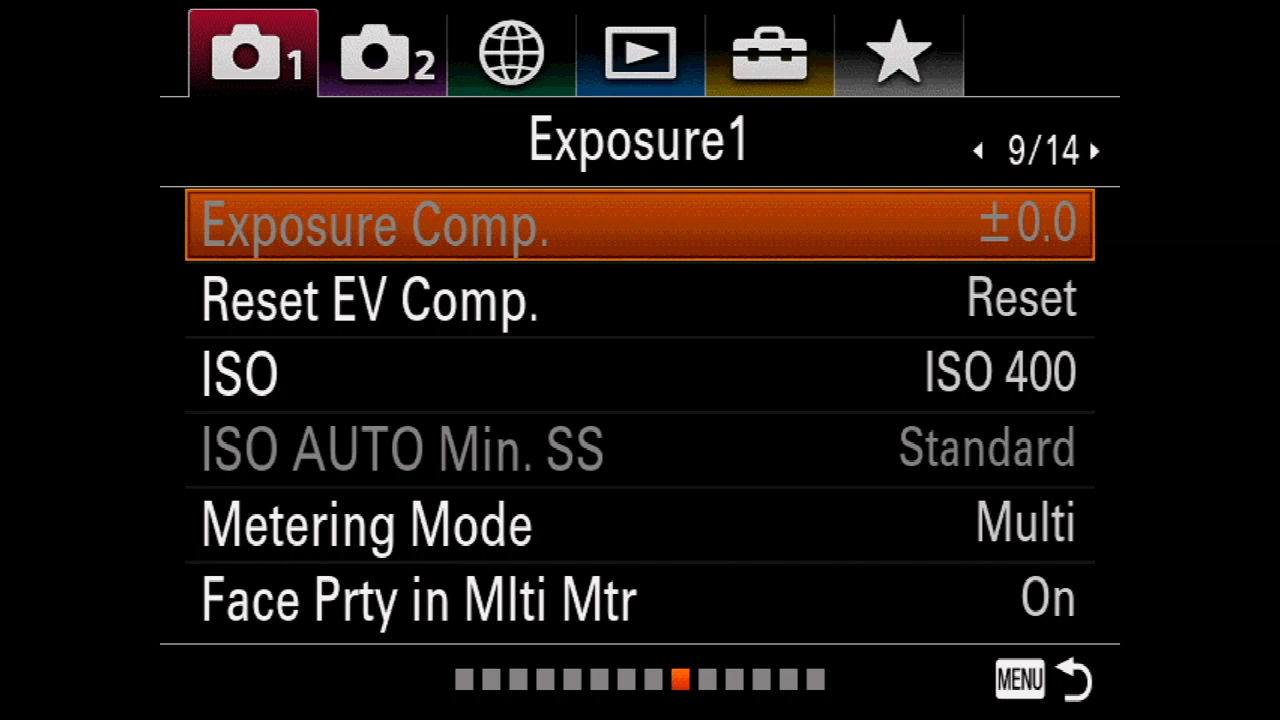 1 2
Exposure1
9/14
Exposure Comp. ±0.0
Reset EV Comp. Reset
ISO ISO 400
ISO AUTO Min. SS Standard
Metering Mode Multi
Face Prty in Mlti Mtr On
MENU